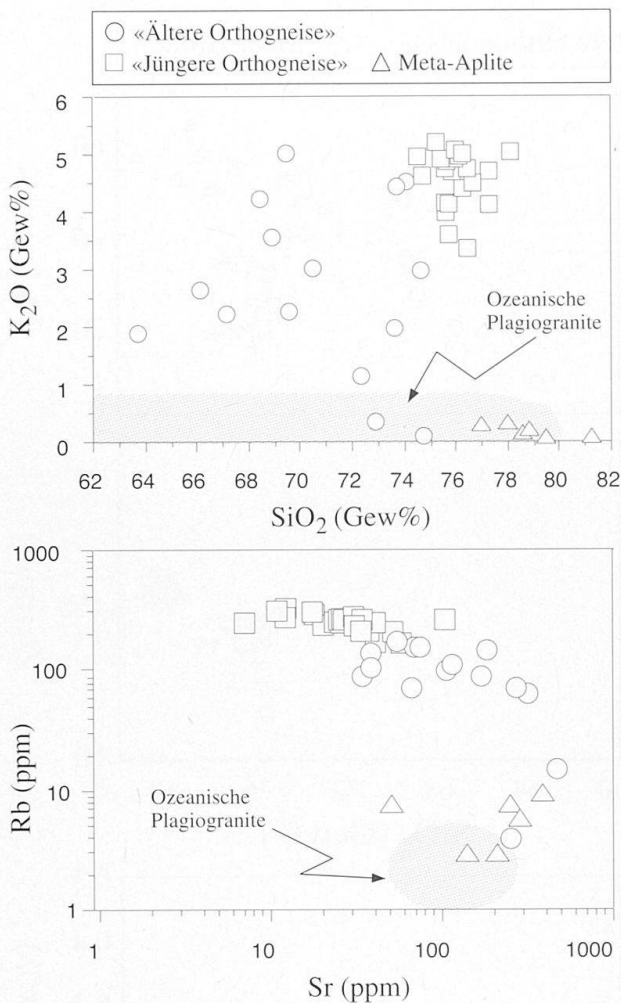 «Ältere Orthogneise»
«Jüngere Orthogneise» Meta-Aplite
6
5
4
3
2
1
0
K₂O (Gew%)
Ozeanische
Plagiogranite
62 64 66 68 70 72 74 76 78 80 82
SiO₂ (Gew%)
1000
100
10
1
Rb (ppm)
Ozeanische
Plagiogranite
1 10 100 1000
Sr (ppm)